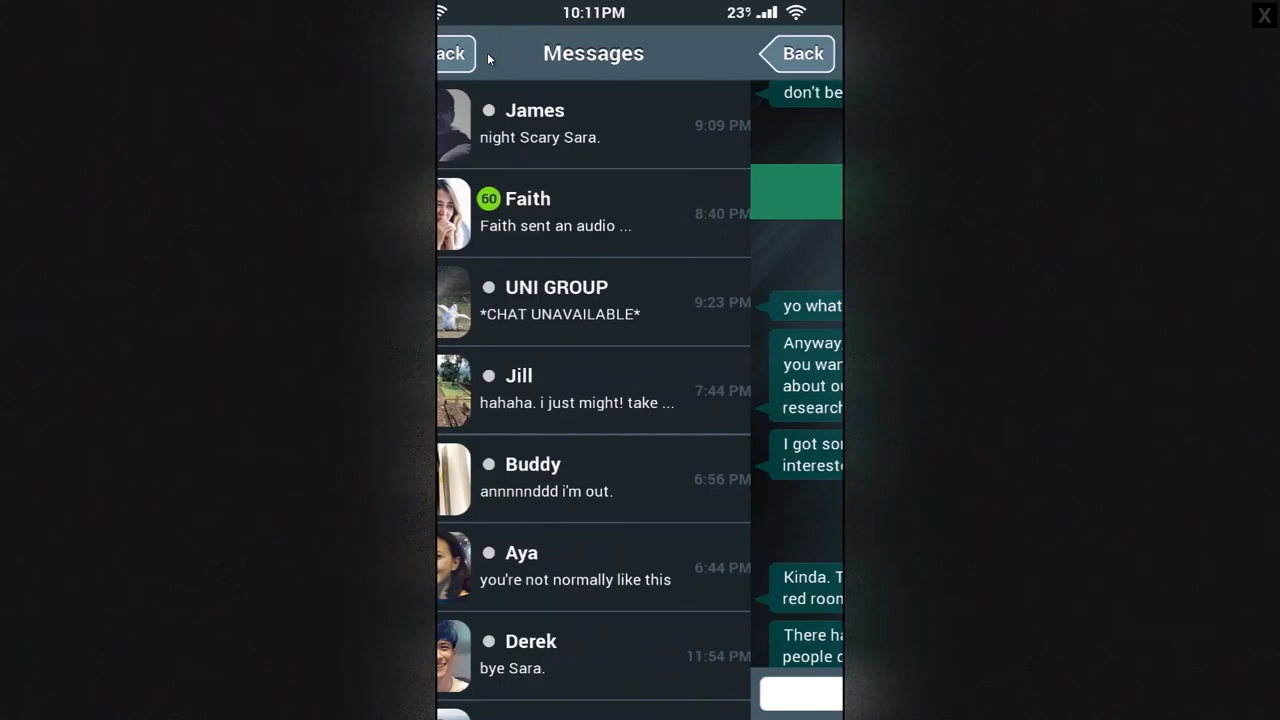 10:11PM
23%
ack
Messages
Back
James
night Scary Sara.
9:09 PM
60
Faith
Faith sent an audio ...
8:40 PM
UNI GROUP
*CHAT UNAVAILABLE*
9:23 PM
Jill
hahaha. i just might! take ...
7:44 PM
Buddy
annnnnddd i'm out.
6:56 PM
Aya
you're not normally like this
6:44 PM
Derek
bye Sara.
11:54 PM
don't be
yo what
Anyway
you wan
about ou
research
I got so
interest
Kinda. T
red roon
There ha
people
X